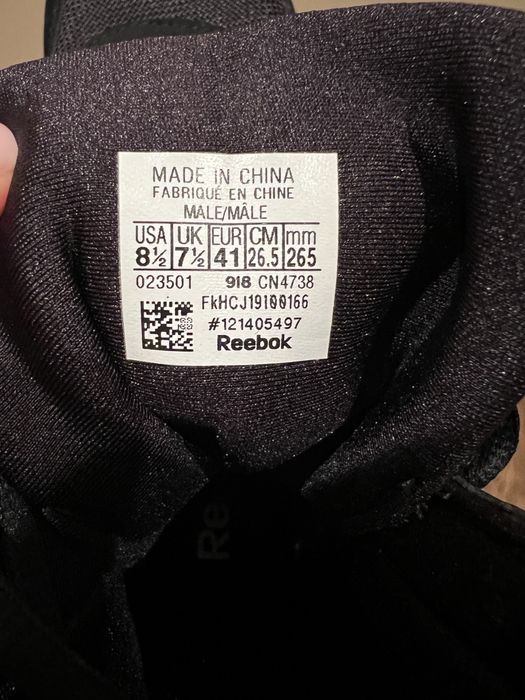 MADE IN CHINA
FABRIQUÉ EN CHINE
MALE/MÂLE
USA UK EUR CM mm
8½ 7½ 41 26.5 265
023501 918 CN4738
FkHCJ19100166
#121405497
Reebok
Re